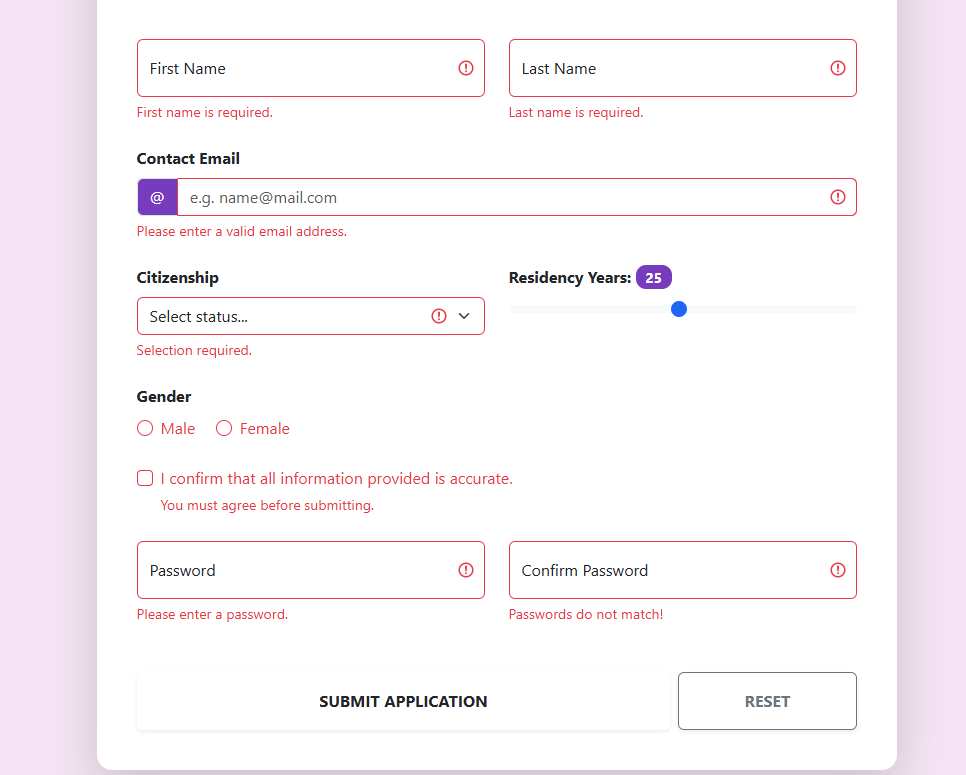 First Name
Last Name
First name is required.
Last name is required.
Contact Email
@ e.g. name@mail.com
Please enter a valid email address.
Citizenship
Residency Years: 25
Select status...
Selection required.
Gender
Male Female
I confirm that all information provided is accurate.
You must agree before submitting.
Password
Confirm Password
Please enter a password.
Passwords do not match!
SUBMIT APPLICATION
RESET